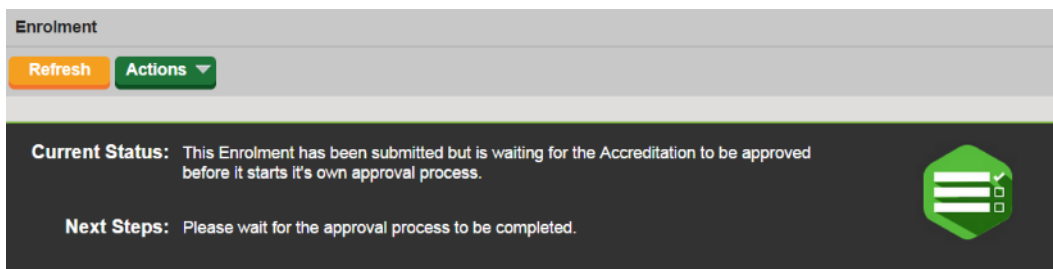 Enrolment
Refresh Actions
Current Status: This Enrolment has been submitted but is waiting for the Accreditation to be approved
before it starts it's own approval process.
Next Steps: Please wait for the approval process to be completed.